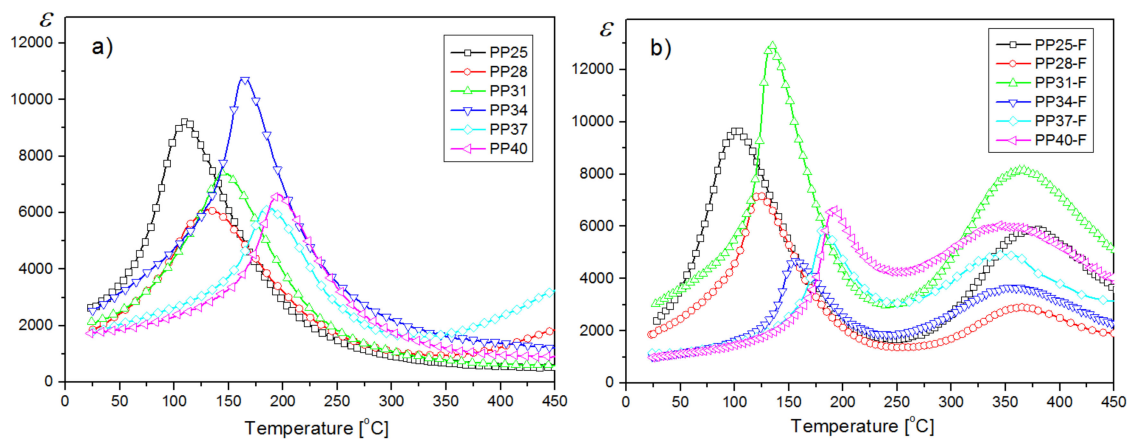 ε
a)
12000
10000
8000
6000
4000
2000
0
PP25
PP28
PP31
PP34
PP37
PP40
0 50 100 150 200 250 300 350 400 450
Temperature [°C]
ε
b)
12000
10000
8000
6000
4000
2000
0
PP25-F
PP28-F
PP31-F
PP34-F
PP37-F
PP40-F
0 50 100 150 200 250 300 350 400 450
Temperature [°C]